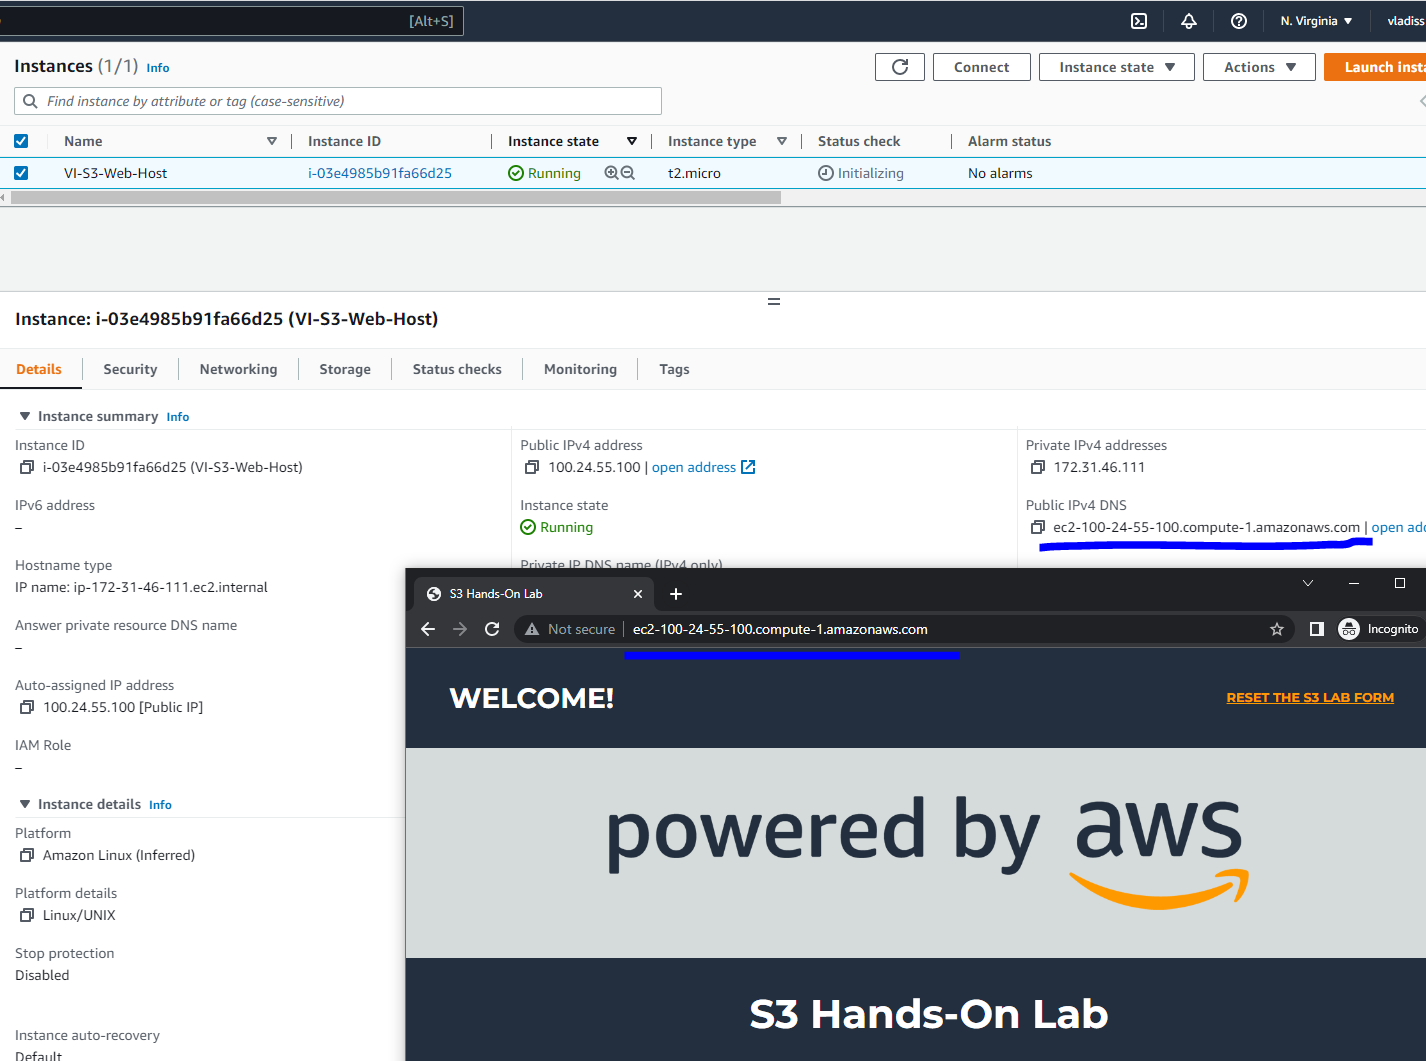 [Alt+S] N. Virginia vladiss
Instances (1/1) Info Connect Instance state Actions Launch insta
Find instance by attribute or tag (case-sensitive)
Name Instance ID Instance state Instance type Status check Alarm status
VI-S3-Web-Host i-03e4985b91fa66d25 Running t2.micro Initializing No alarms
Instance: i-03e4985b91fa66d25 (VI-S3-Web-Host)
Details Security Networking Storage Status checks Monitoring Tags
Instance summary Info
Instance ID Public IPv4 address Private IPv4 addresses
i-03e4985b91fa66d25 (VI-S3-Web-Host) 100.24.55.100 | open address 172.31.46.111
IPv6 address Instance state Public IPv4 DNS
– Running ec2-100-24-55-100.compute-1.amazonaws.com | open add
Hostname type Private IP DNS name (IPv4 only)
IP name: ip-172-31-46-111.ec2.internal
Answer private resource DNS name
–
Auto-assigned IP address
100.24.55.100 [Public IP]
IAM Role
–
Instance details Info
Platform
Amazon Linux (Inferred)
Platform details
Linux/UNIX
Stop protection
Disabled
Instance auto-recovery
Default
S3 Hands-On Lab
Not secure ec2-100-24-55-100.compute-1.amazonaws.com Incognito
WELCOME! RESET THE S3 LAB FORM
powered by aws
S3 Hands-On Lab